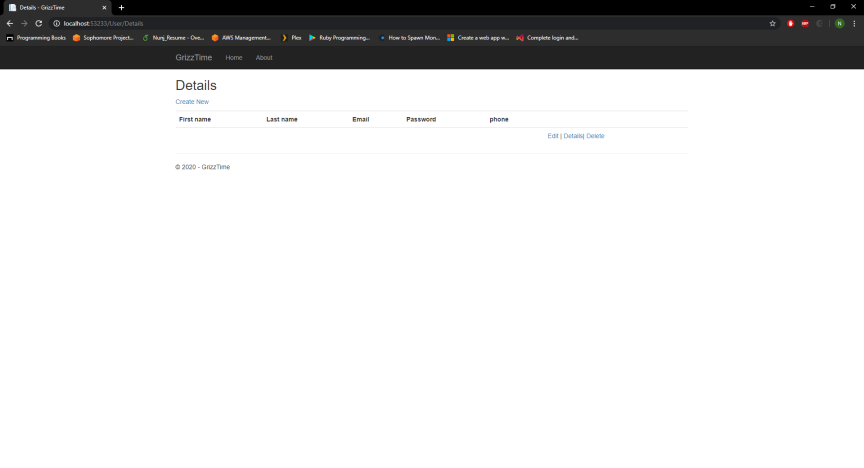 Details - GrizzTime
localhost:53233/User/Details
Programming Books Sophomore Project... Nunj_Resume - Ove... AWS Management... Plex Ruby Programming... How to Spawn Mon... Create a web app w... Complete login and...
GrizzTime Home About
Details
Create New
First name Last name Email Password phone
Edit | Details| Delete
© 2020 - GrizzTime